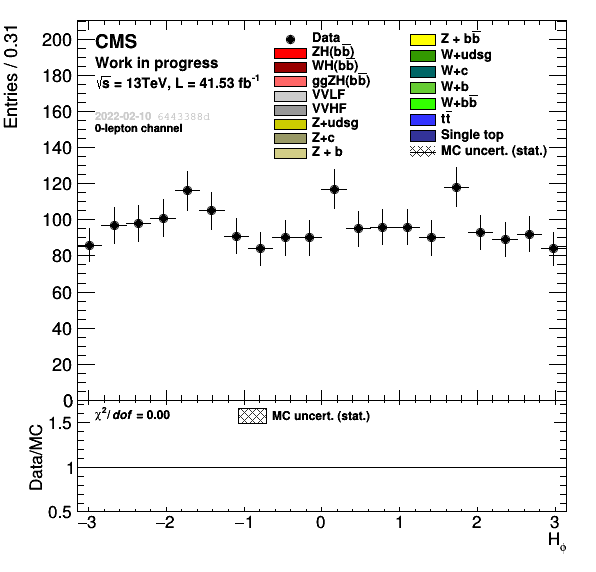 Entries / 0.31
200
180
160
140
120
100
80
60
40
20
0
CMS
Work in progress
√s = 13TeV, L = 41.53 fb⁻¹
2022-02-10 6443388d
0-lepton channel
Data
ZH(bb̅)
WH(bb̅)
ggZH(bb̅)
VVLF
VVHF
Z+udsg
Z+c
Z + b
Z + bb̅
W+udsg
W+c
W+b
W+bb̅
tt̅
Single top
MC uncert. (stat.)
Data/MC
1.5
1
0.5
χ²/dof = 0.00
MC uncert. (stat.)
−3 −2 −1 0 1 2 3
Hϕ